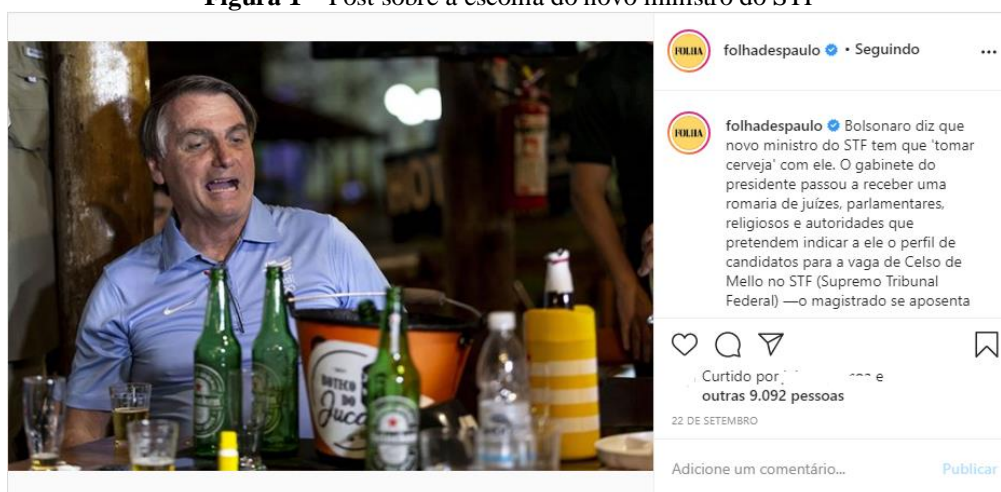 Figura 1 – Post sobre a escolha do novo ministro do STF
FOLHA
folhadespaulo • Seguindo
FOLHA
folhadespaulo Bolsonaro diz que
novo ministro do STF tem que 'tomar
cerveja' com ele. O gabinete do
presidente passou a receber uma
romaria de juízes, parlamentares,
religiosos e autoridades que
pretendem indicar a ele o perfil de
candidatos para a vaga de Celso de
Mello no STF (Supremo Tribunal
Federal) —o magistrado se aposenta
BOTECO
DO
Juca
Curtido por
e
outras 9.092 pessoas
22 DE SETEMBRO
Adicione um comentário...
Publicar